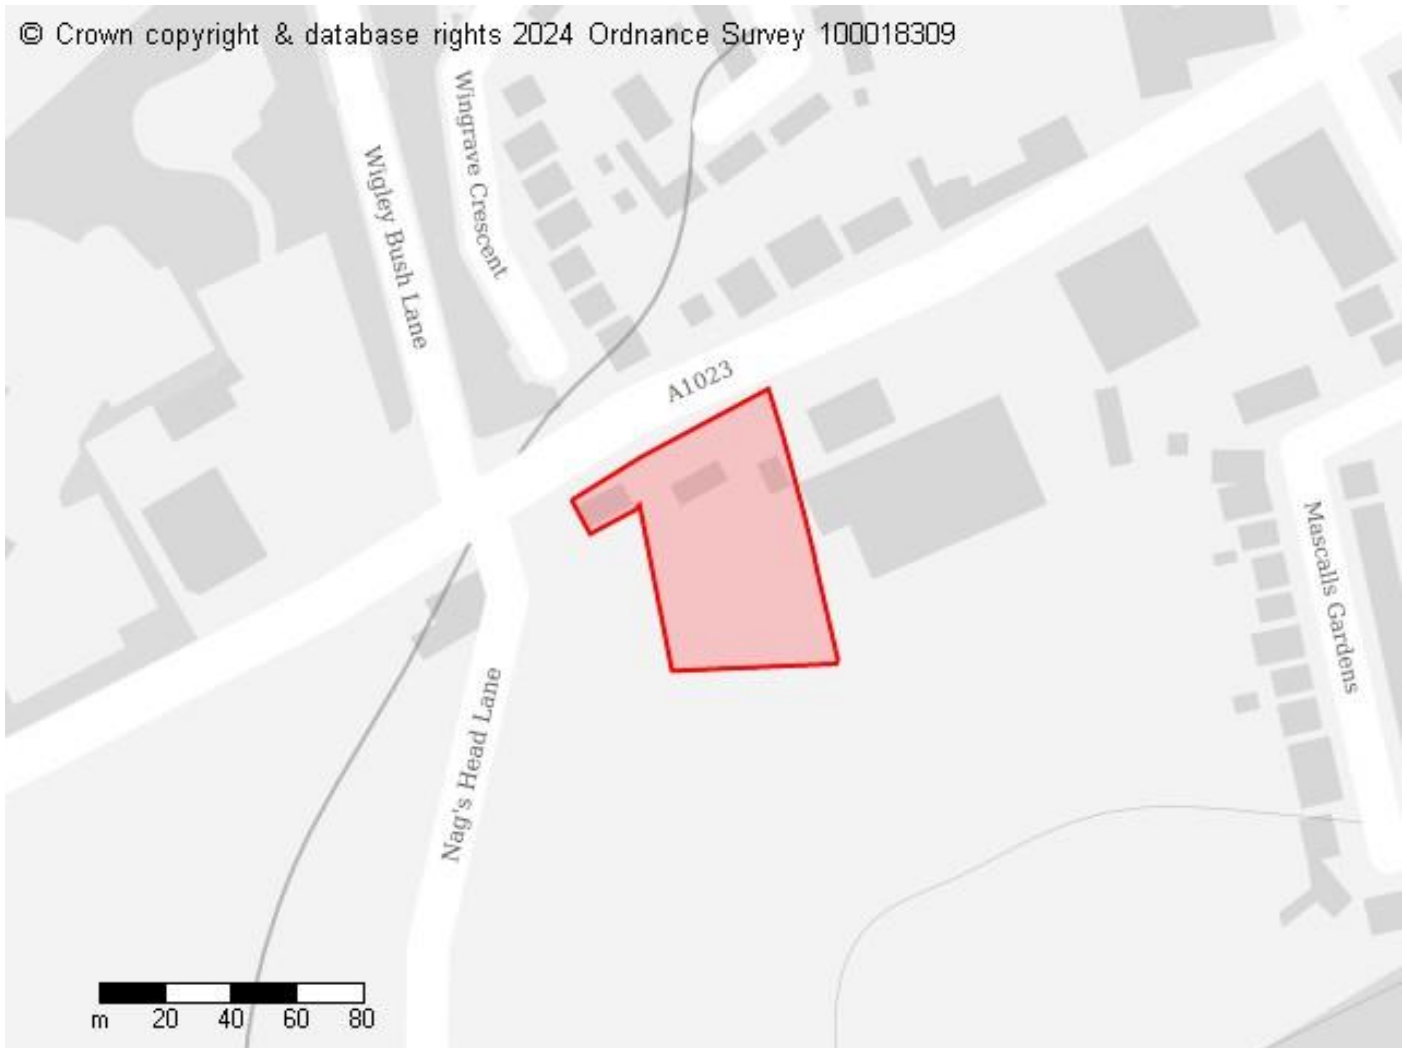 © Crown copyright & database rights 2024 Ordnance Survey 100018309
Wingrave Crescent
Wigley Bush Lane
A1023
Mascalls Gardens
Nag's Head Lane
m 20 40 60 80